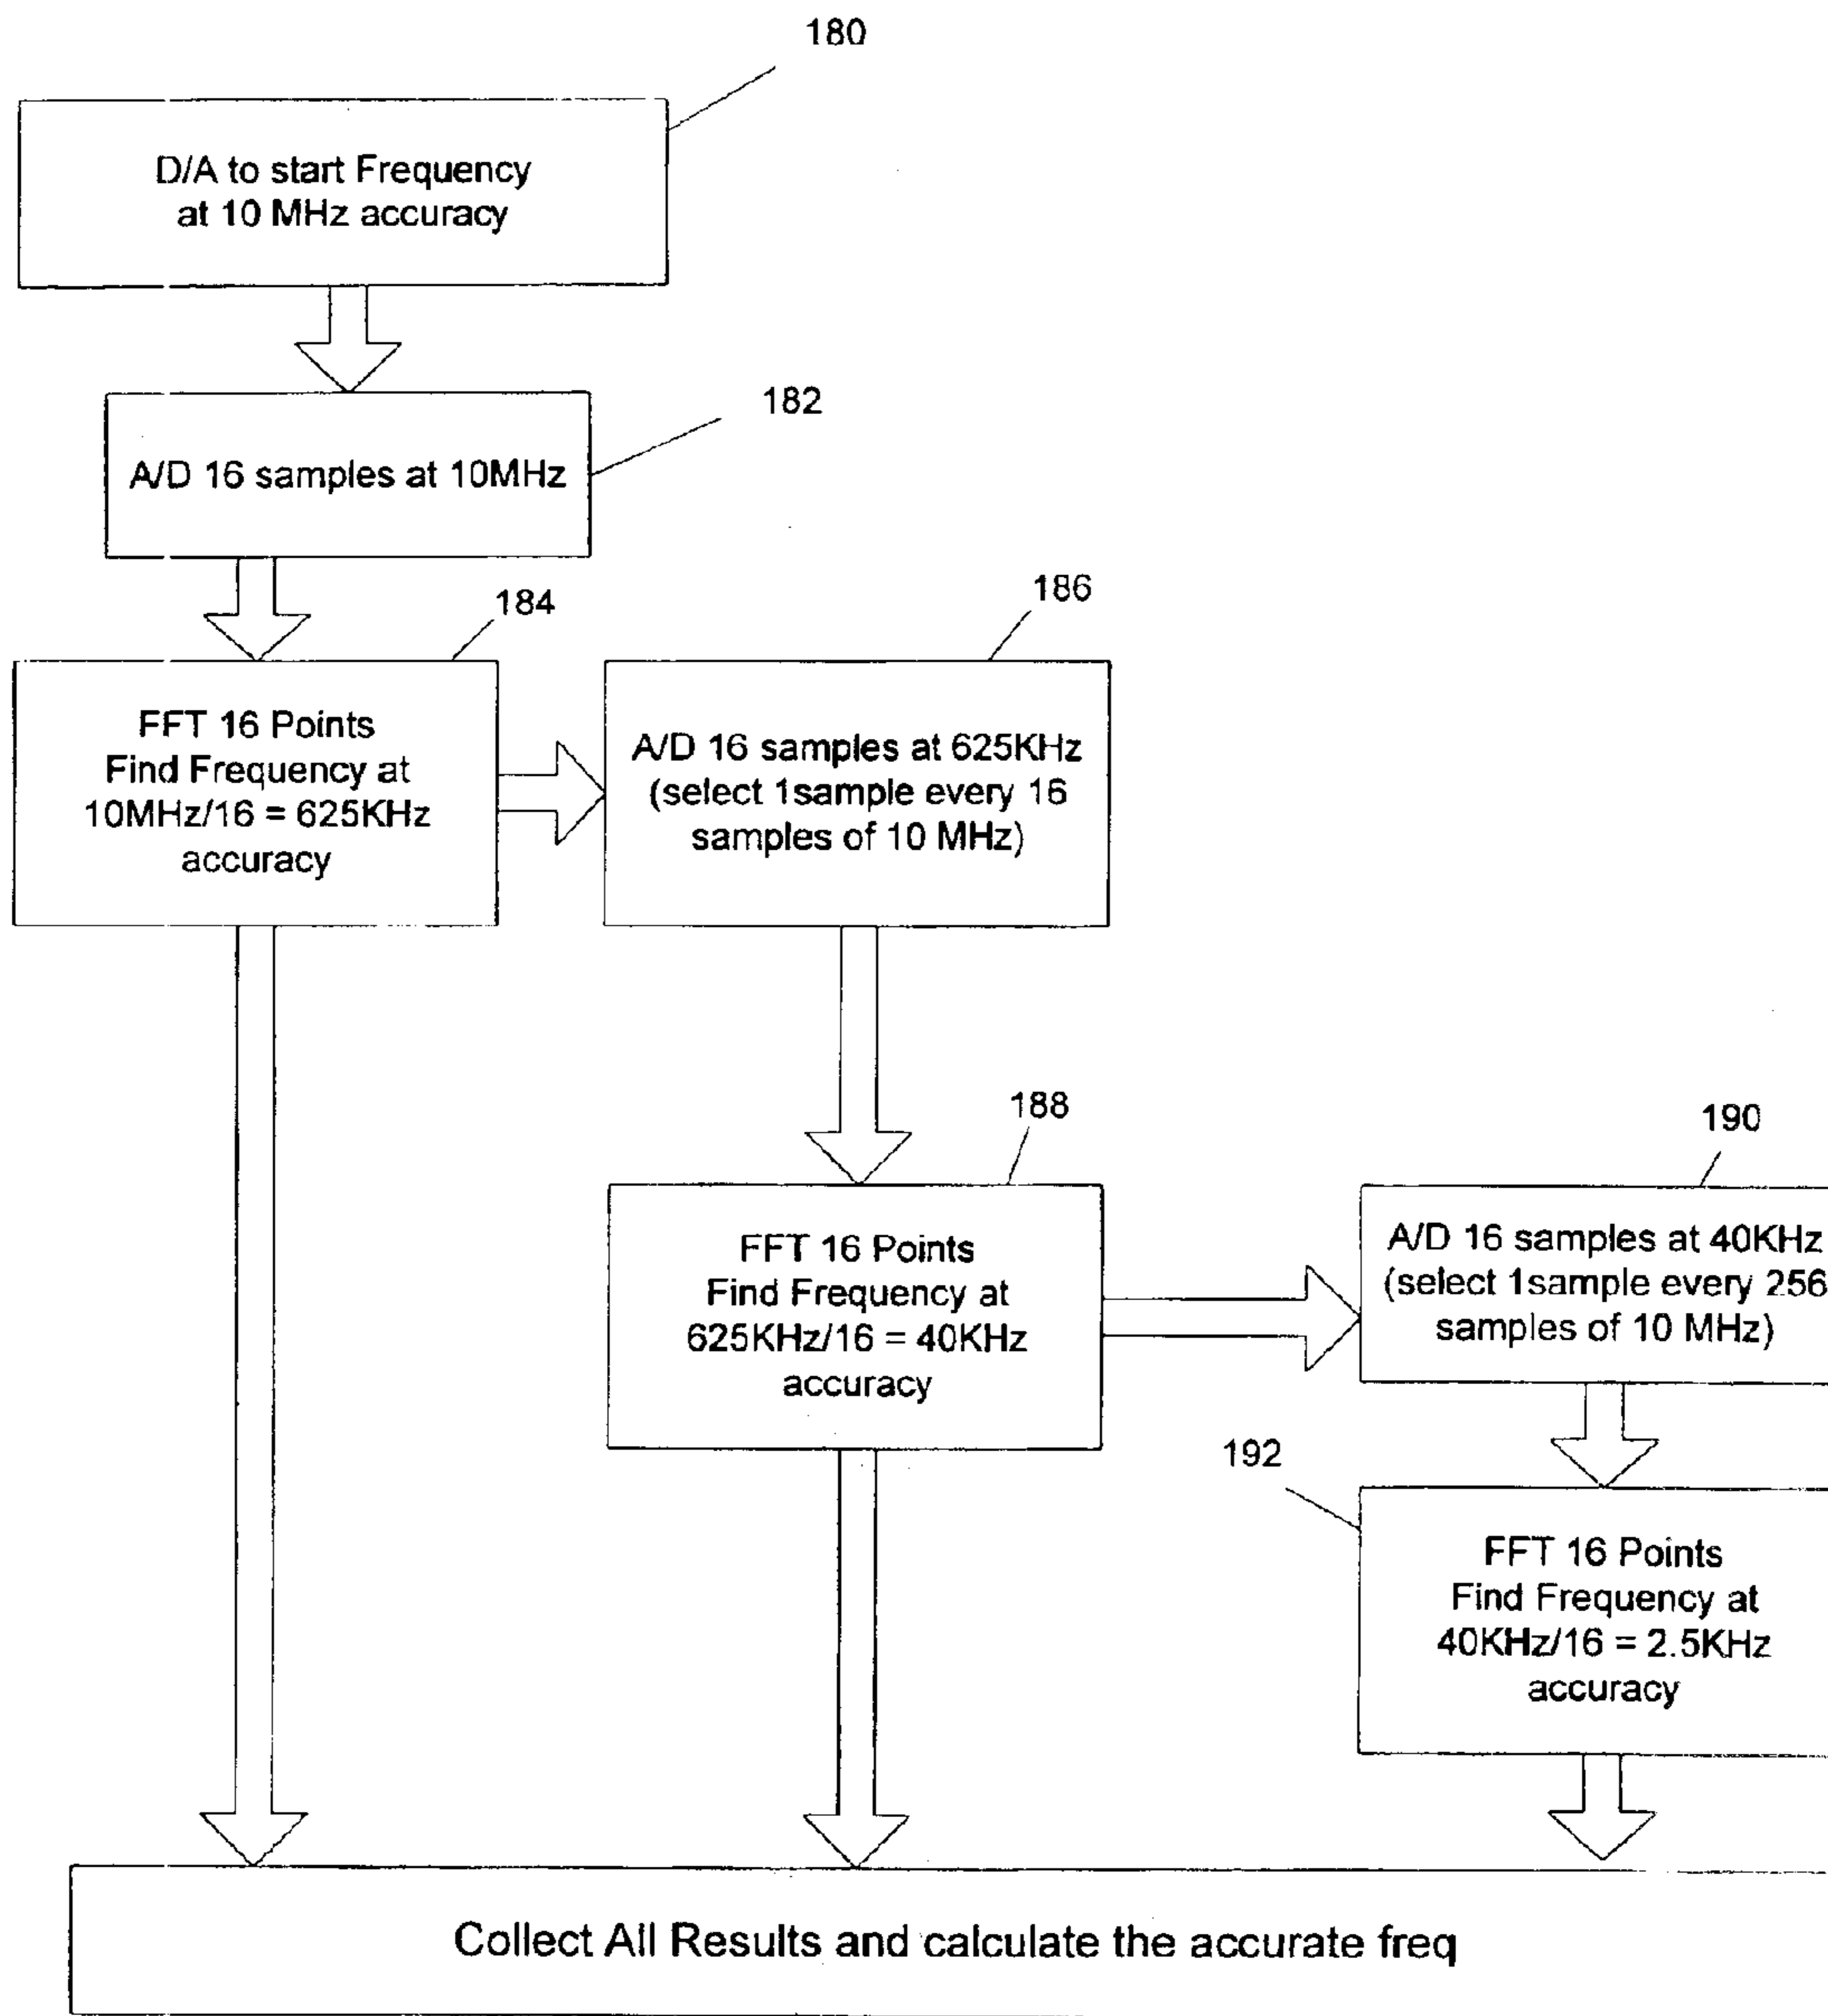 180
D/A to start Frequency
at 10 MHz accuracy
182
A/D 16 samples at 10MHz
184
FFT 16 Points
Find Frequency at
10MHz/16 = 625KHz
accuracy
186
A/D 16 samples at 625KHz
(select 1sample every 16
samples of 10 MHz)
188
FFT 16 Points
Find Frequency at
625KHz/16 = 40KHz
accuracy
190
A/D 16 samples at 40KHz
(select 1sample every 256
samples of 10 MHz)
192
FFT 16 Points
Find Frequency at
40KHz/16 = 2.5KHz
accuracy
Collect All Results and calculate the accurate freq